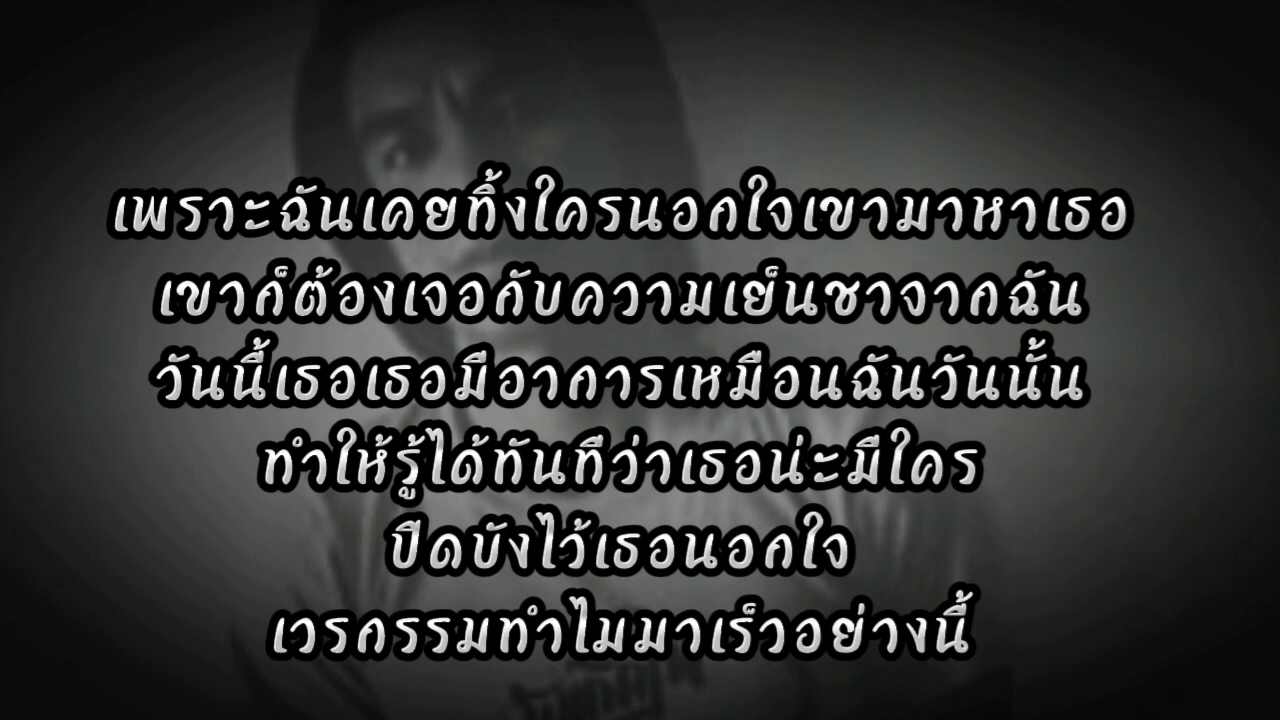 เพราะฉันเคยทิ้งใครนอกใจเขามาหาเธอ
เขาก็ต้องเจอกับความเย็นชาจากฉัน
วันนี้เธอเธอมีอาการเหมือนฉันวันนั้น
ทำให้รู้ได้ทันทีว่าเธอน่ะมีใคร
ปิดบังไว้เธอนอกใจ
เวรกรรมทำไมมาเร็วอย่างนี้